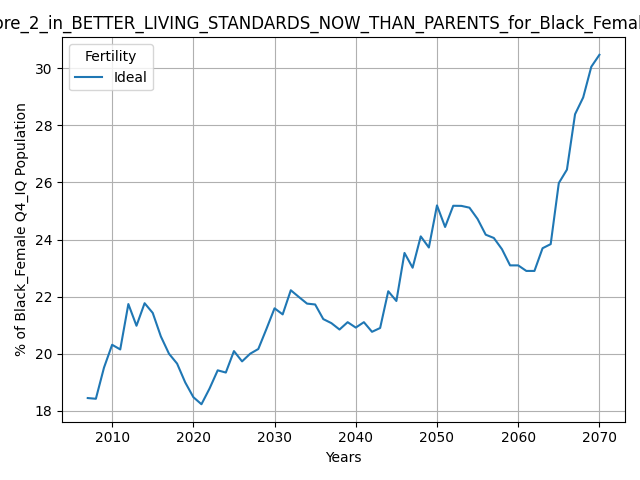 ore_2_in_BETTER_LIVING_STANDARDS_NOW_THAN_PARENTS_for_Black_Femal
Fertility
Ideal
% of Black_Female Q4_IQ Population
30
28
26
24
22
20
18
2010 2020 2030 2040 2050 2060 2070
Years